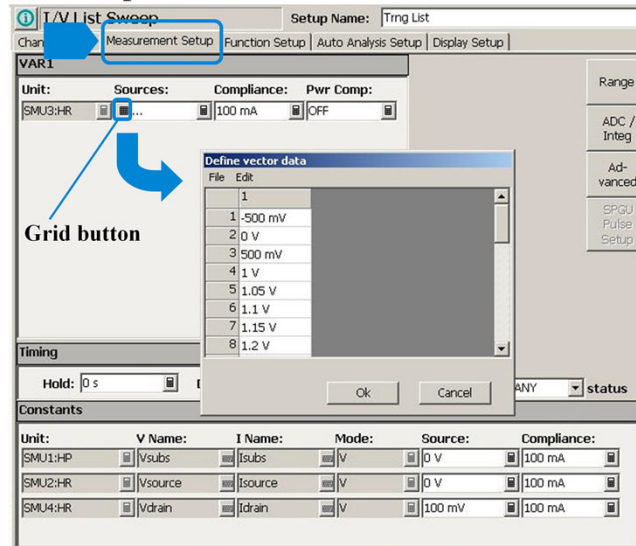 I/V List Sweep Setup Name: Trng List
Measurement Setup Function Setup Auto Analysis Setup Display Setup
VAR1
Unit: Sources: Compliance: Pwr Comp:
SMU3:HR ... 100 mA OFF
Range
ADC /
Integ
Ad-
vanced
SPGU
Pulse
Setup
Grid button
Define vector data
File Edit
1
1 -500 mV
2 0 V
3 500 mV
4 1 V
5 1.05 V
6 1.1 V
7 1.15 V
8 1.2 V
Ok Cancel
Timing
Hold: 0 s ANY status
Constants
Unit: V Name: I Name: Mode: Source: Compliance:
SMU1:HP Vsubs Isubs V 0 V 100 mA
SMU2:HR Vsource Isource V 0 V 100 mA
SMU4:HR Vdrain Idrain V 100 mV 100 mA